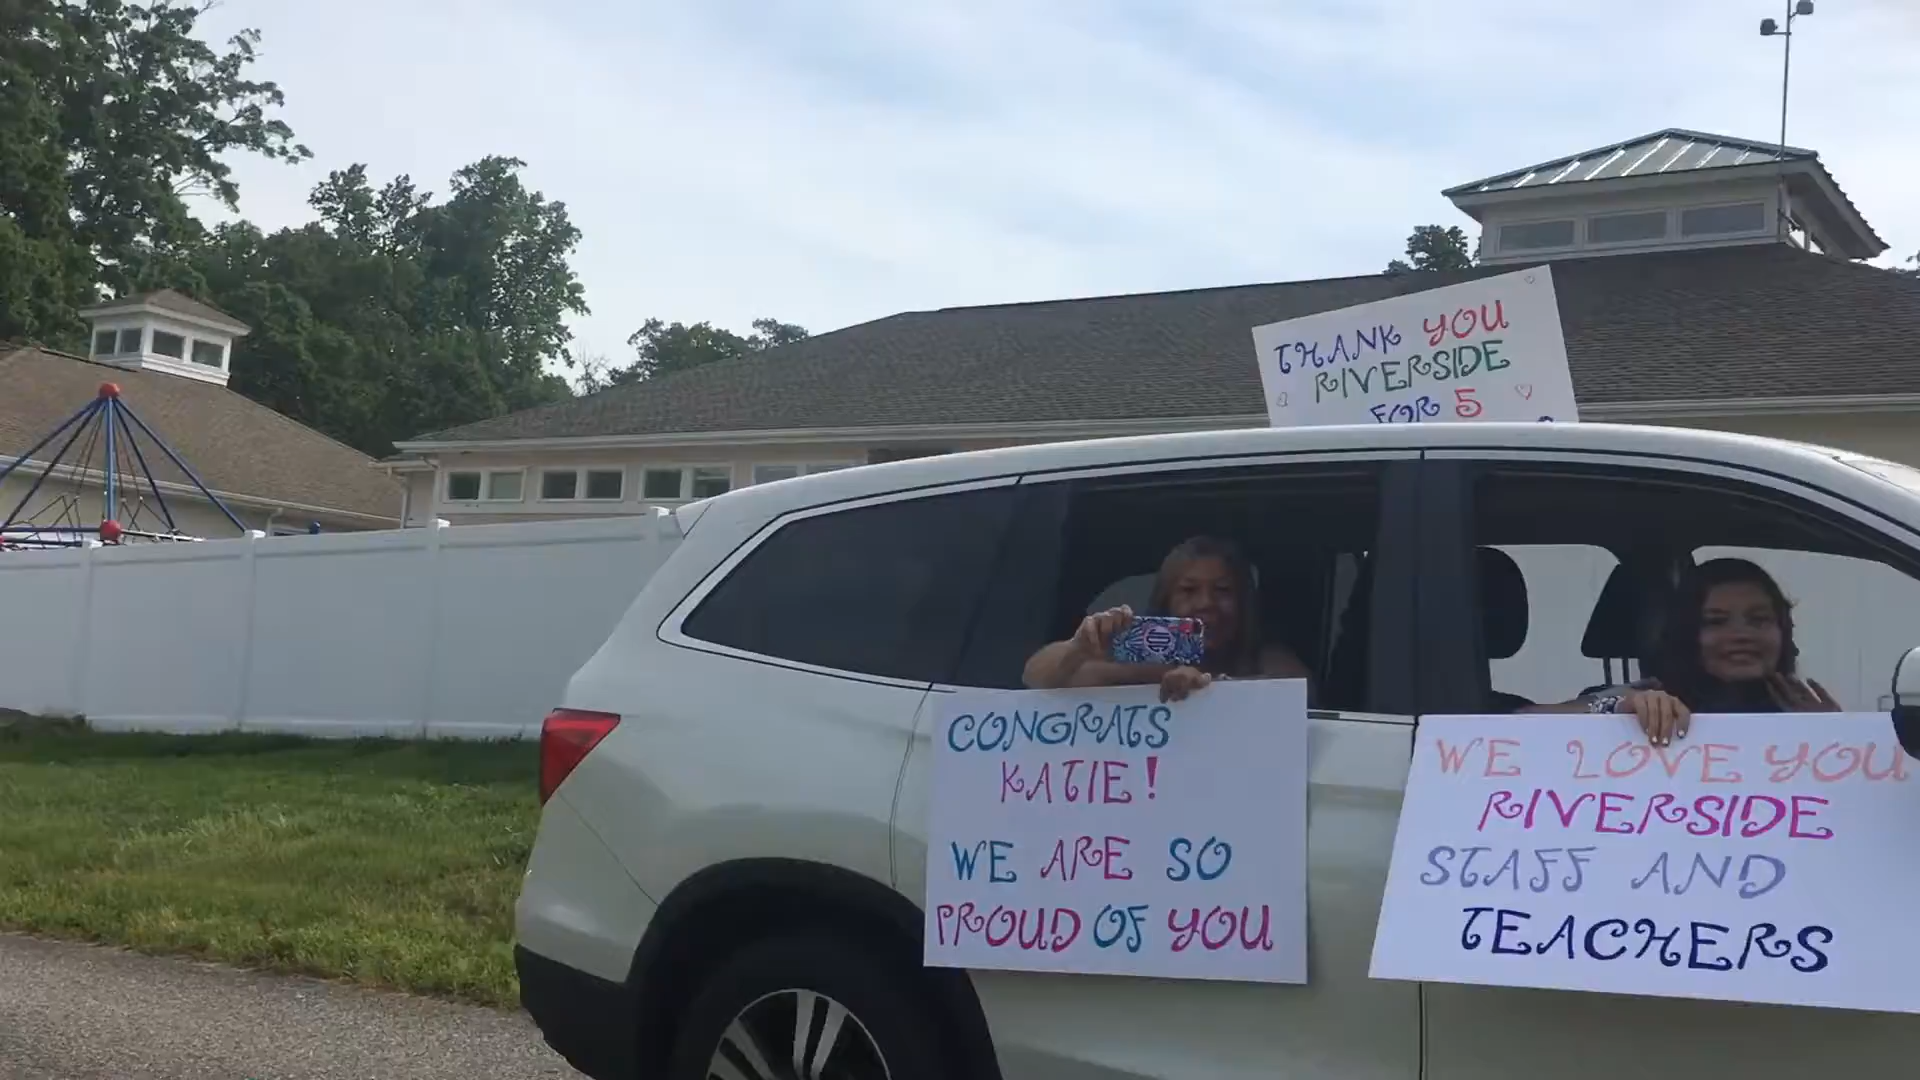 THANK YOU
RIVERSIDE
FOR 5
CONGRATS
KATIE!
WE ARE SO
PROUD OF YOU
WE LOVE YOU
RIVERSIDE
STAFF AND
TEACHERS